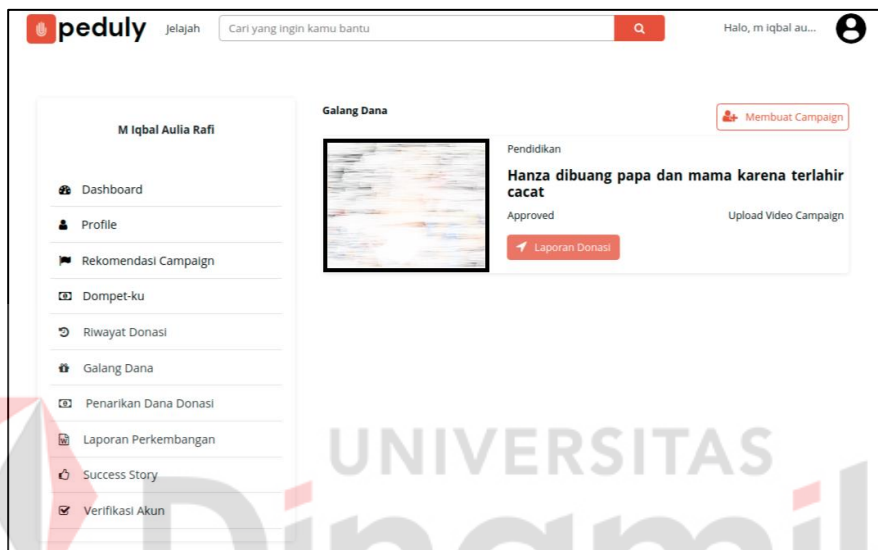 peduly
Jelajah
Cari yang ingin kamu bantu
Halo, m iqbal au...
M Iqbal Aulia Rafi
Dashboard
Profile
Rekomendasi Campaign
Dompet-ku
Riwayat Donasi
Galang Dana
Penarikan Dana Donasi
Laporan Perkembangan
Success Story
Verifikasi Akun
Galang Dana
Membuat Campaign
Pendidikan
Hanza dibuang papa dan mama karena terlahir
cacat
Approved
Upload Video Campaign
Laporan Donasi
UNIVERSITAS